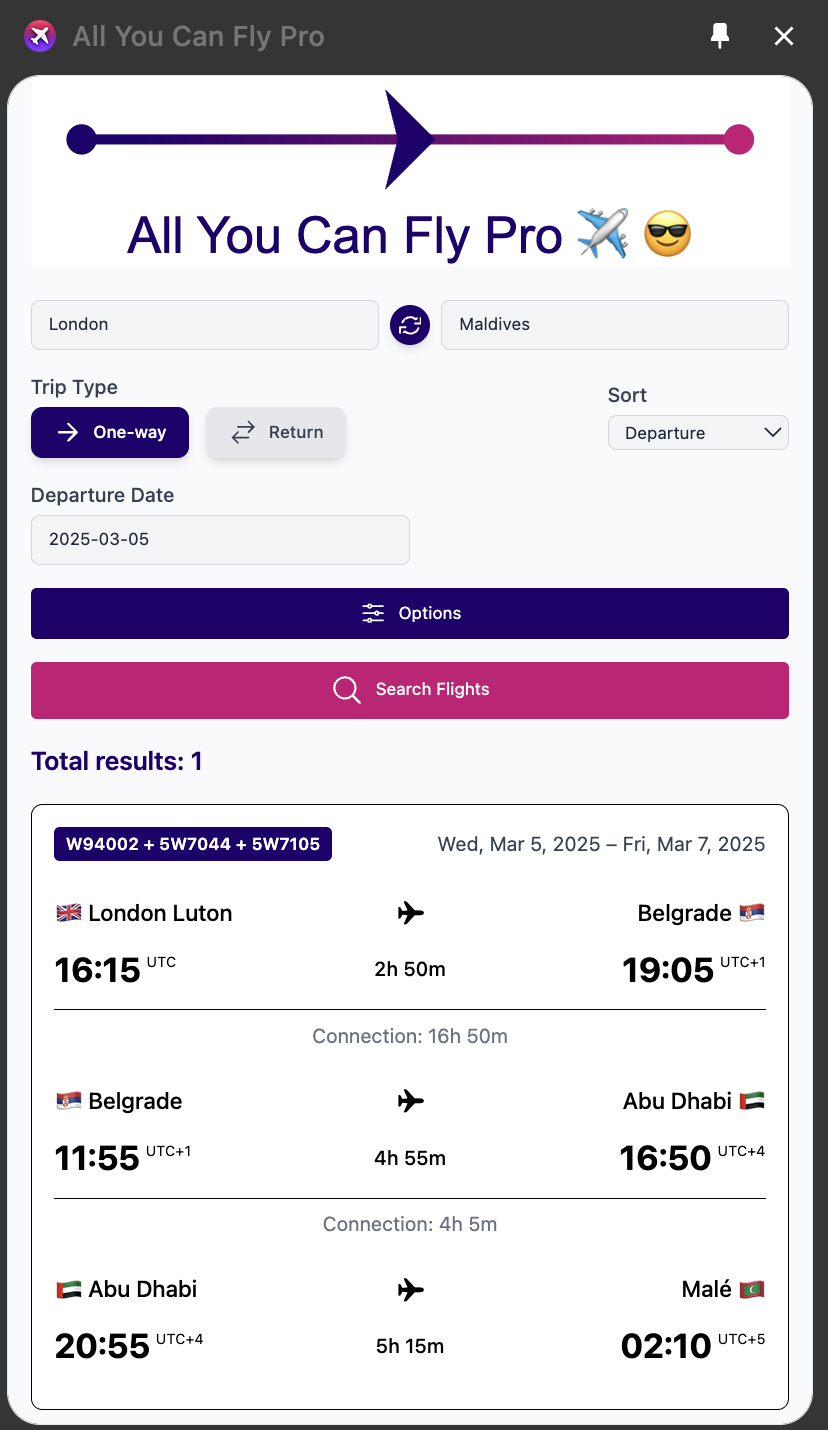 All You Can Fly Pro
All You Can Fly Pro ✈️ 😎
London
Maldives
Trip Type
Sort
One-way
Return
Departure
Departure Date
2025-03-05
Options
Search Flights
Total results: 1
W94002 + 5W7044 + 5W7105
Wed, Mar 5, 2025 – Fri, Mar 7, 2025
🇬🇧 London Luton
Belgrade 🇷🇸
16:15 UTC
2h 50m
19:05 UTC+1
Connection: 16h 50m
🇷🇸 Belgrade
Abu Dhabi 🇦🇪
11:55 UTC+1
4h 55m
16:50 UTC+4
Connection: 4h 5m
🇦🇪 Abu Dhabi
Malé 🇲🇻
20:55 UTC+4
5h 15m
02:10 UTC+5